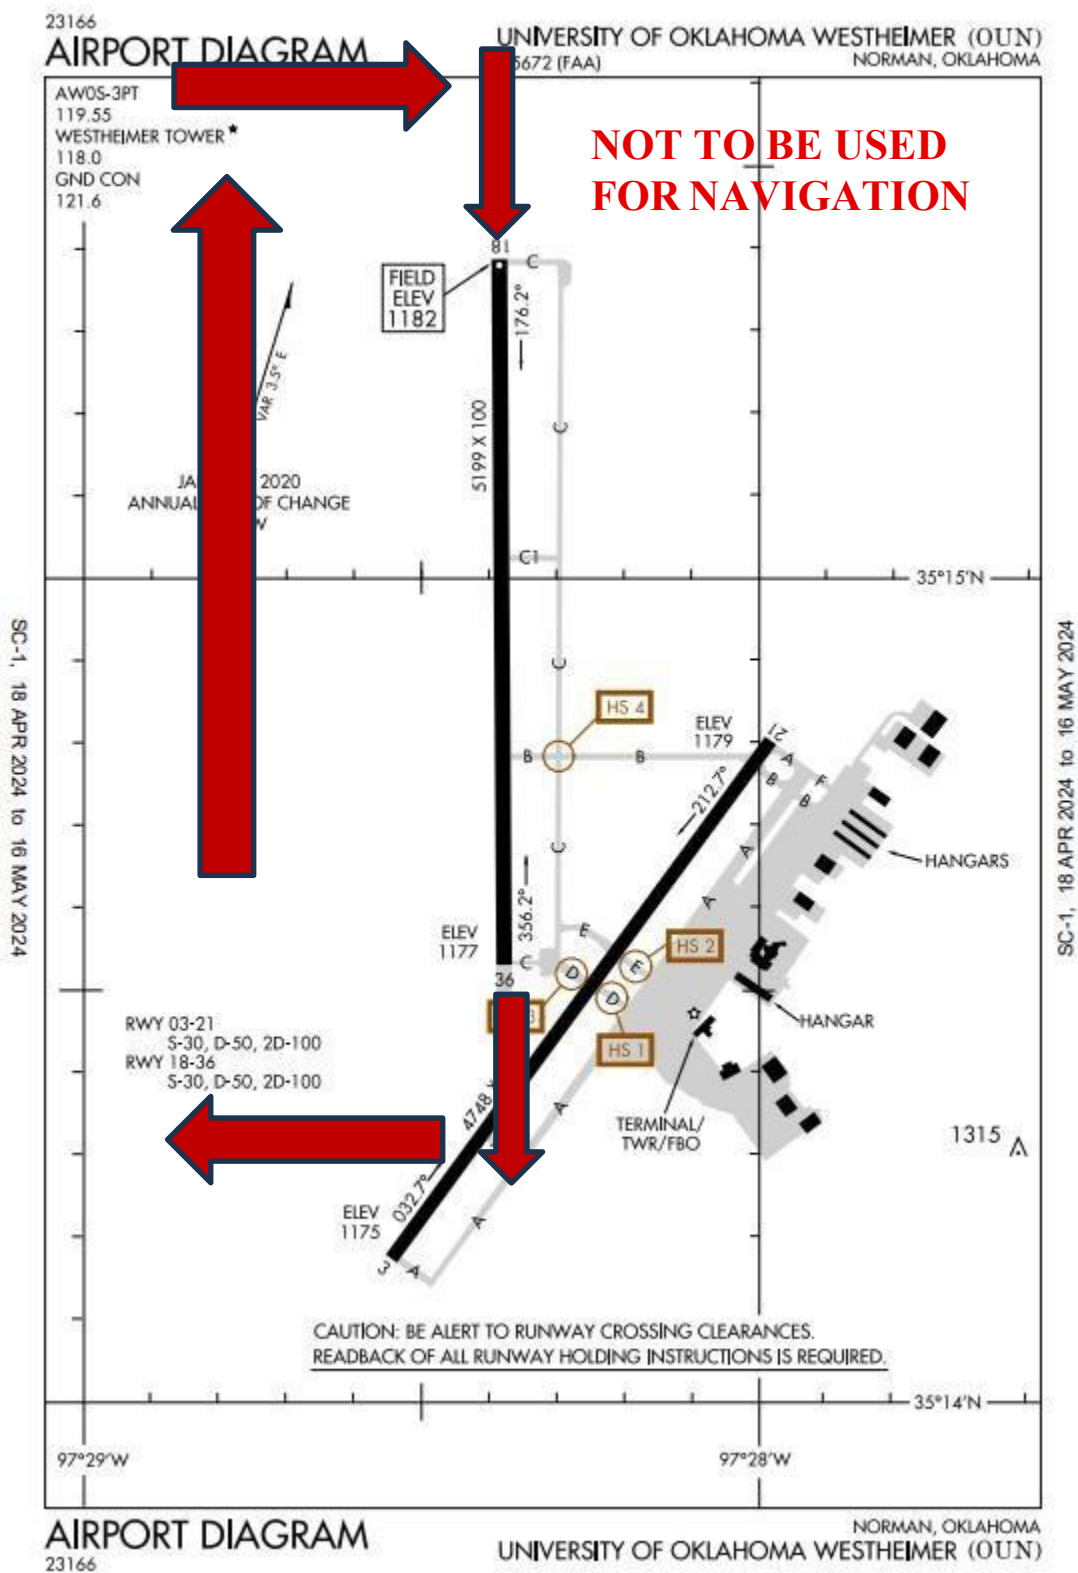 23166
AIRPORT DIAGRAM
UNIVERSITY OF OKLAHOMA WESTHEIMER (OUN)
5672 (FAA)
NORMAN, OKLAHOMA
AWOS-3PT
119.55
WESTHEIMER TOWER★
118.0
GND CON
121.6
NOT TO BE USED
FOR NAVIGATION
18
C
FIELD
ELEV
1182
176.2°
VAR 3.5° E
5199 X 100
C
2020
ANNUAL
OF CHANGE
C1
35°15'N
C
HS 4
ELEV
1179
21
B
B
A
F
B
B
212.7°
A
C
HANGARS
356.2°
A
ELEV
1177
E
HS 2
C
D
E
36
D
HANGAR
HS 1
RWY 03-21
S-30, D-50, 2D-100
RWY 18-36
S-30, D-50, 2D-100
4748
A
TERMINAL/
TWR/FBO
1315
ELEV
1175
032.7°
A
3
A
CAUTION: BE ALERT TO RUNWAY CROSSING CLEARANCES.
READBACK OF ALL RUNWAY HOLDING INSTRUCTIONS IS REQUIRED.
35°14'N
97°29'W
97°28'W
SC-1, 18 APR 2024 to 16 MAY 2024
SC-1, 18 APR 2024 to 16 MAY 2024
AIRPORT DIAGRAM
23166
NORMAN, OKLAHOMA
UNIVERSITY OF OKLAHOMA WESTHEIMER (OUN)